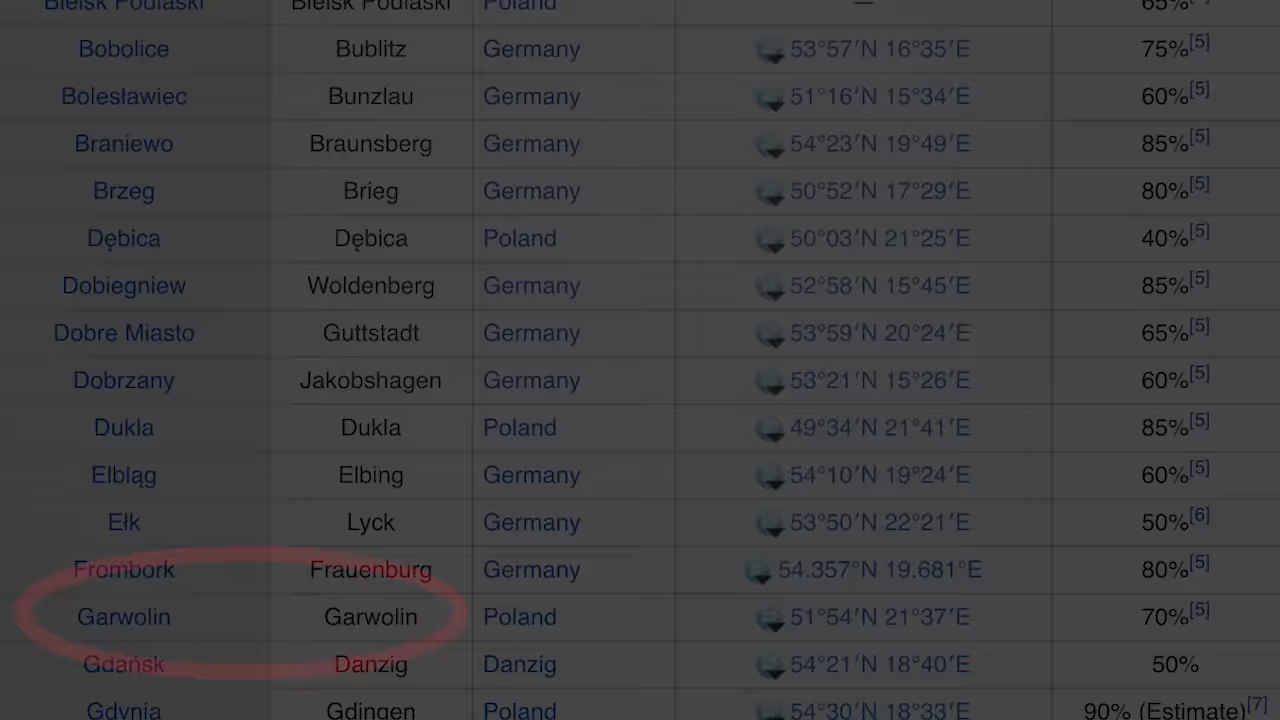 Bielsk Podlaski Bielsk Podlaski Poland — 65%
Bobolice Bublitz Germany 53°57′N 16°35′E 75%[5]
Bolesławiec Bunzlau Germany 51°16′N 15°34′E 60%[5]
Braniewo Braunsberg Germany 54°23′N 19°49′E 85%[5]
Brzeg Brieg Germany 50°52′N 17°29′E 80%[5]
Dębica Dębica Poland 50°03′N 21°25′E 40%[5]
Dobiegniew Woldenberg Germany 52°58′N 15°45′E 85%[5]
Dobre Miasto Guttstadt Germany 53°59′N 20°24′E 65%[5]
Dobrzany Jakobshagen Germany 53°21′N 15°26′E 60%[5]
Dukla Dukla Poland 49°34′N 21°41′E 85%[5]
Elbląg Elbing Germany 54°10′N 19°24′E 60%[5]
Ełk Lyck Germany 53°50′N 22°21′E 50%[6]
Frombork Frauenburg Germany 54.357°N 19.681°E 80%[5]
Garwolin Garwolin Poland 51°54′N 21°37′E 70%[5]
Gdańsk Danzig Danzig 54°21′N 18°40′E 50%
Gdynia Gdingen Poland 54°30′N 18°33′E 90% (Estimate)[7]